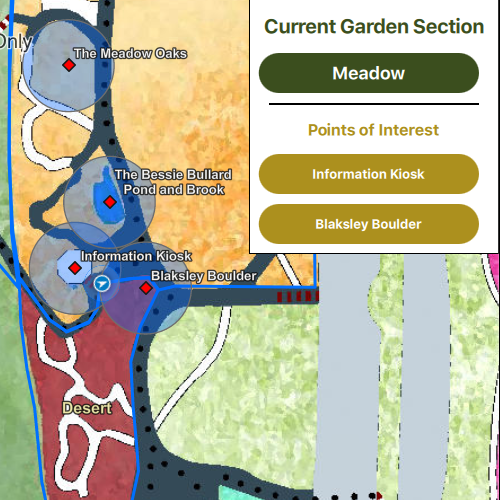 Only
The Meadow Oaks
The Bessie Bullard
Pond and Brook
Information Kiosk
Blaksley Boulder
Desert
Current Garden Section
Meadow
Points of Interest
Information Kiosk
Blaksley Boulder